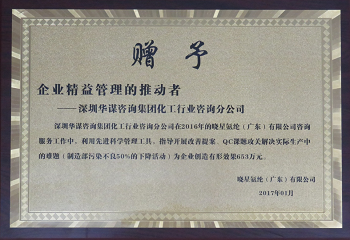 赠予
企业精益管理的推动者
——深圳华谋咨询集团化工行业咨询分公司
深圳华谋咨询集团化工行业咨询分公司在2016年的晓星氨纶（广东）有限公司咨询
服务工作中，利用先进科学管理工具，指导开展改善提案、QC课题攻关解决实际生产中
的难题（制造部污染不良50%的下降活动）为企业创造有形效果653万元。
晓星氨纶（广东）有限公司
2017年01月